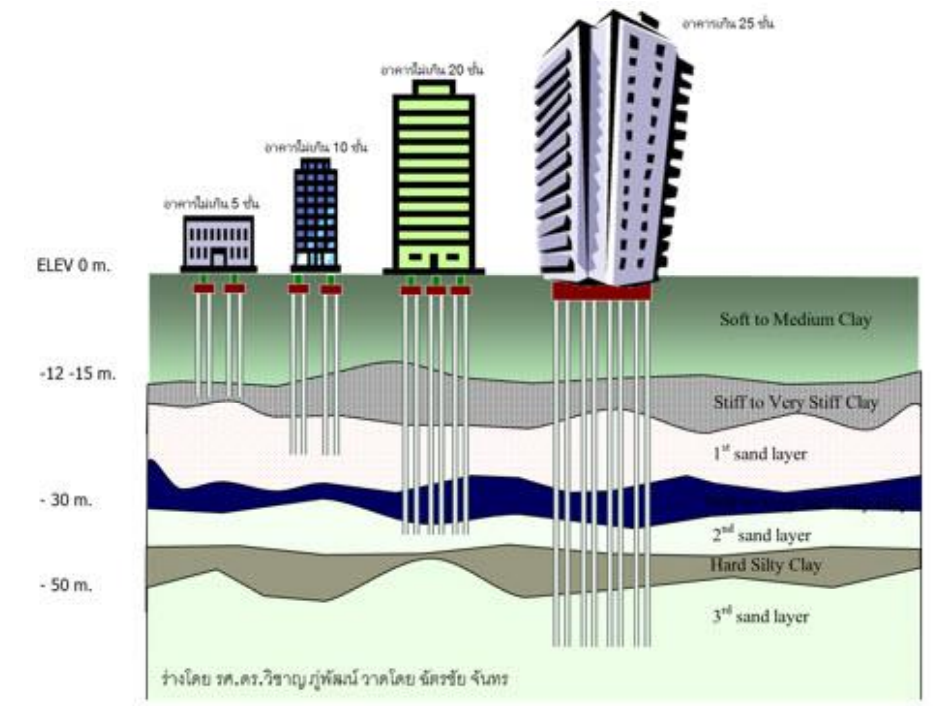 อาคารเกิน 25 ชั้น
อาคารไม่เกิน 20 ชั้น
อาคารไม่เกิน 10 ชั้น
อาคารไม่เกิน 5 ชั้น
ELEV 0 m.
Soft to Medium Clay
-12 -15 m.
Stiff to Very Stiff Clay
1st sand layer
- 30 m.
2nd sand layer
Hard Silty Clay
- 50 m.
3rd sand layer
ร่างโดย รศ.ดร.วิชาญ ภู่พัฒน์ วาดโดย ฉัตรชัย จันทร